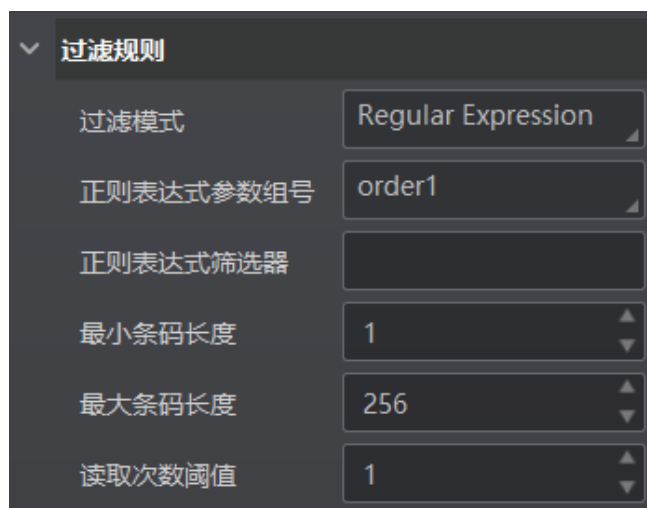 过滤规则
过滤模式 Regular Expression
正则表达式参数组号 order1
正则表达式筛选器
最小条码长度 1
最大条码长度 256
读取次数阈值 1